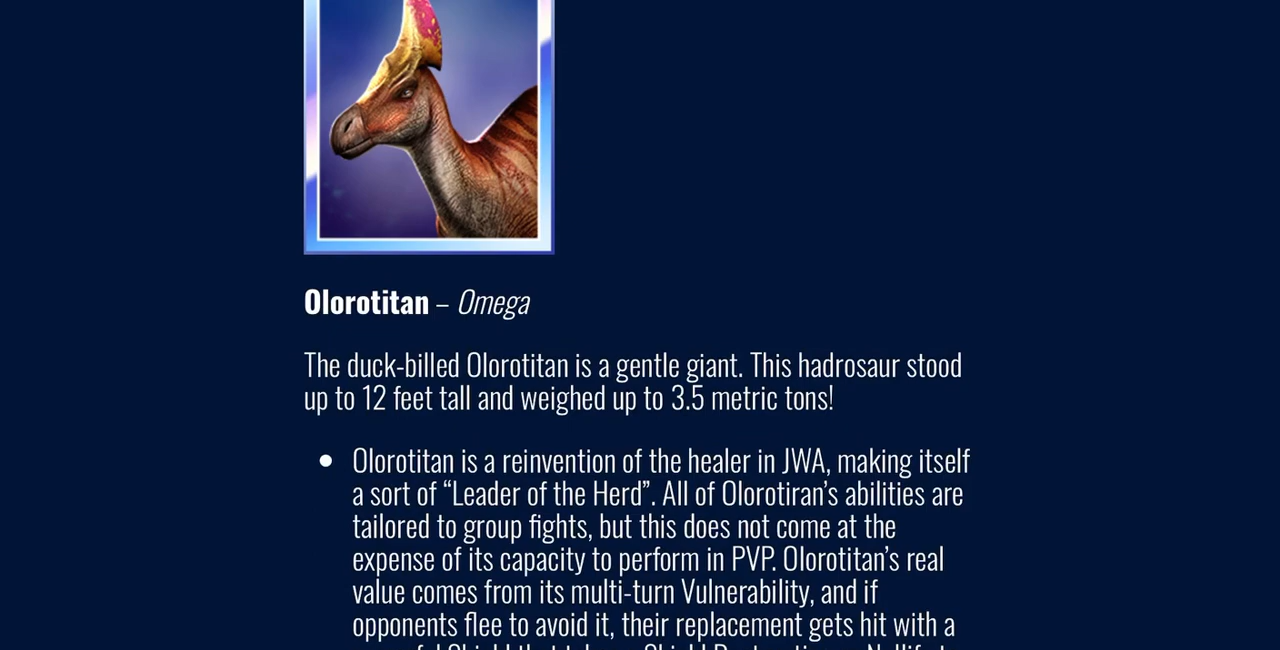 Olorotitan – Omega
The duck-billed Olorotitan is a gentle giant. This hadrosaur stood
up to 12 feet tall and weighed up to 3.5 metric tons!
• Olorotitan is a reinvention of the healer in JWA, making itself
a sort of “Leader of the Herd”. All of Olorotiran’s abilities are
tailored to group fights, but this does not come at the
expense of its capacity to perform in PVP. Olorotitan’s real
value comes from its multi-turn Vulnerability, and if
opponents flee to avoid it, their replacement gets hit with a